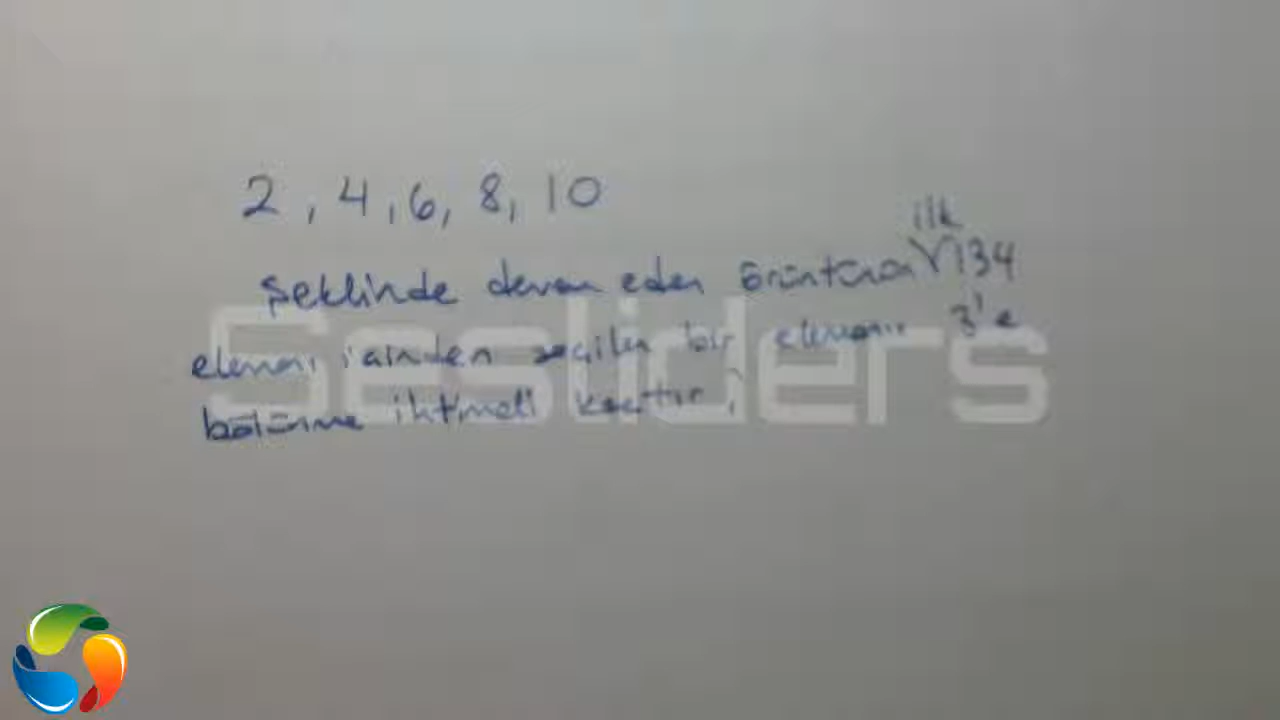 2, 4, 6, 8, 10
ilk
şeklinde devam eden örüntünün 134
elemanı içinden seçilen bir elemanın 3'e
bölünme ihtimali kaçtır?
Sesliders